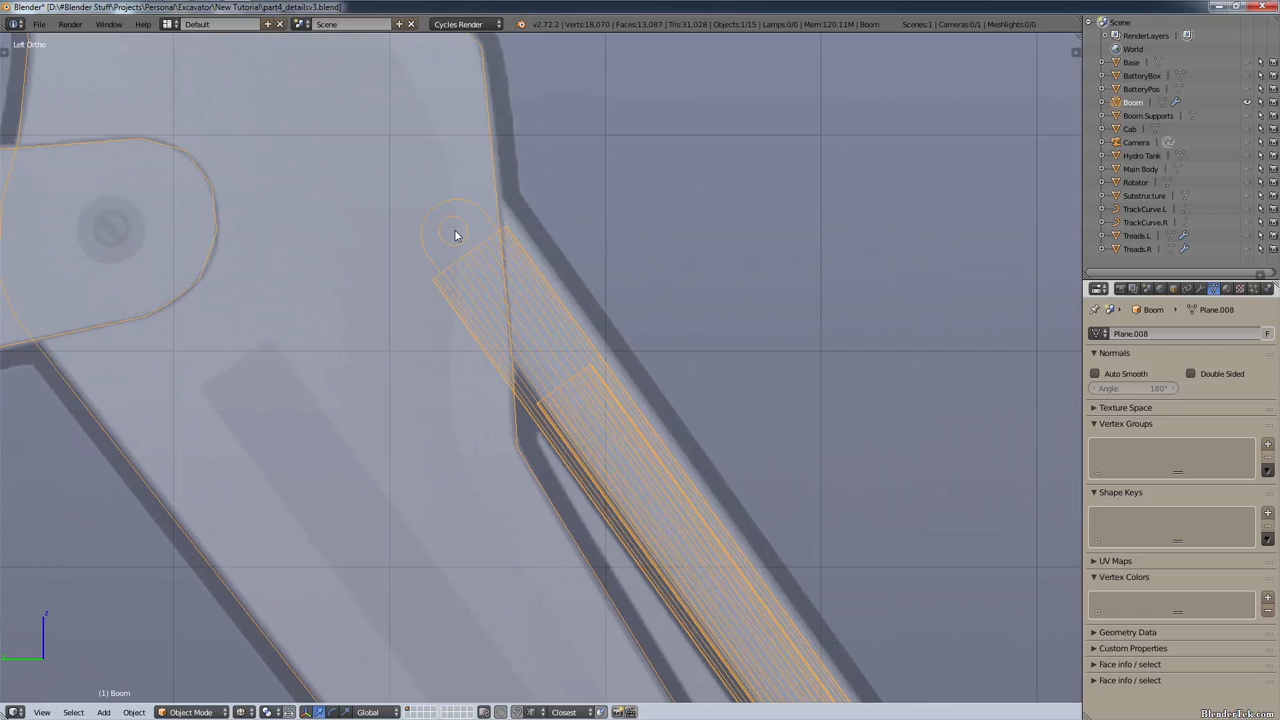 Blender* [D:\#Blender Stuff\Projects\Personal\Excavator\New Tutorial\part4_detailsv3.blend]
File Render Window Help Default Scene Cycles Render v2.72.2 | Verts:18,070 | Faces:13,087 | Tris:31,028 | Objects:1/15 | Lamps:0/0 | Mem:120.11M | Boom Scenes:1 | Cameras:0/1 | Meshlights:0/0
Left Ortho
Scene
RenderLayers
World
Base
BatteryBox
BatteryPos
Boom
Boom Supports
Cab
Camera
Hydro Tank
Main Body
Rotator
Substructure
TrackCurve.L
TrackCurve.R
Treads.L
Treads.R
Boom Plane.008
Plane.008 F
Normals
Auto Smooth Double Sided
Angle: 180°
Texture Space
Vertex Groups
Shape Keys
UV Maps
Vertex Colors
Geometry Data
Custom Properties
Face info / select
Face info / select
z
(1) Boom
View Select Add Object Object Mode Global Closest
BlenderTek.com